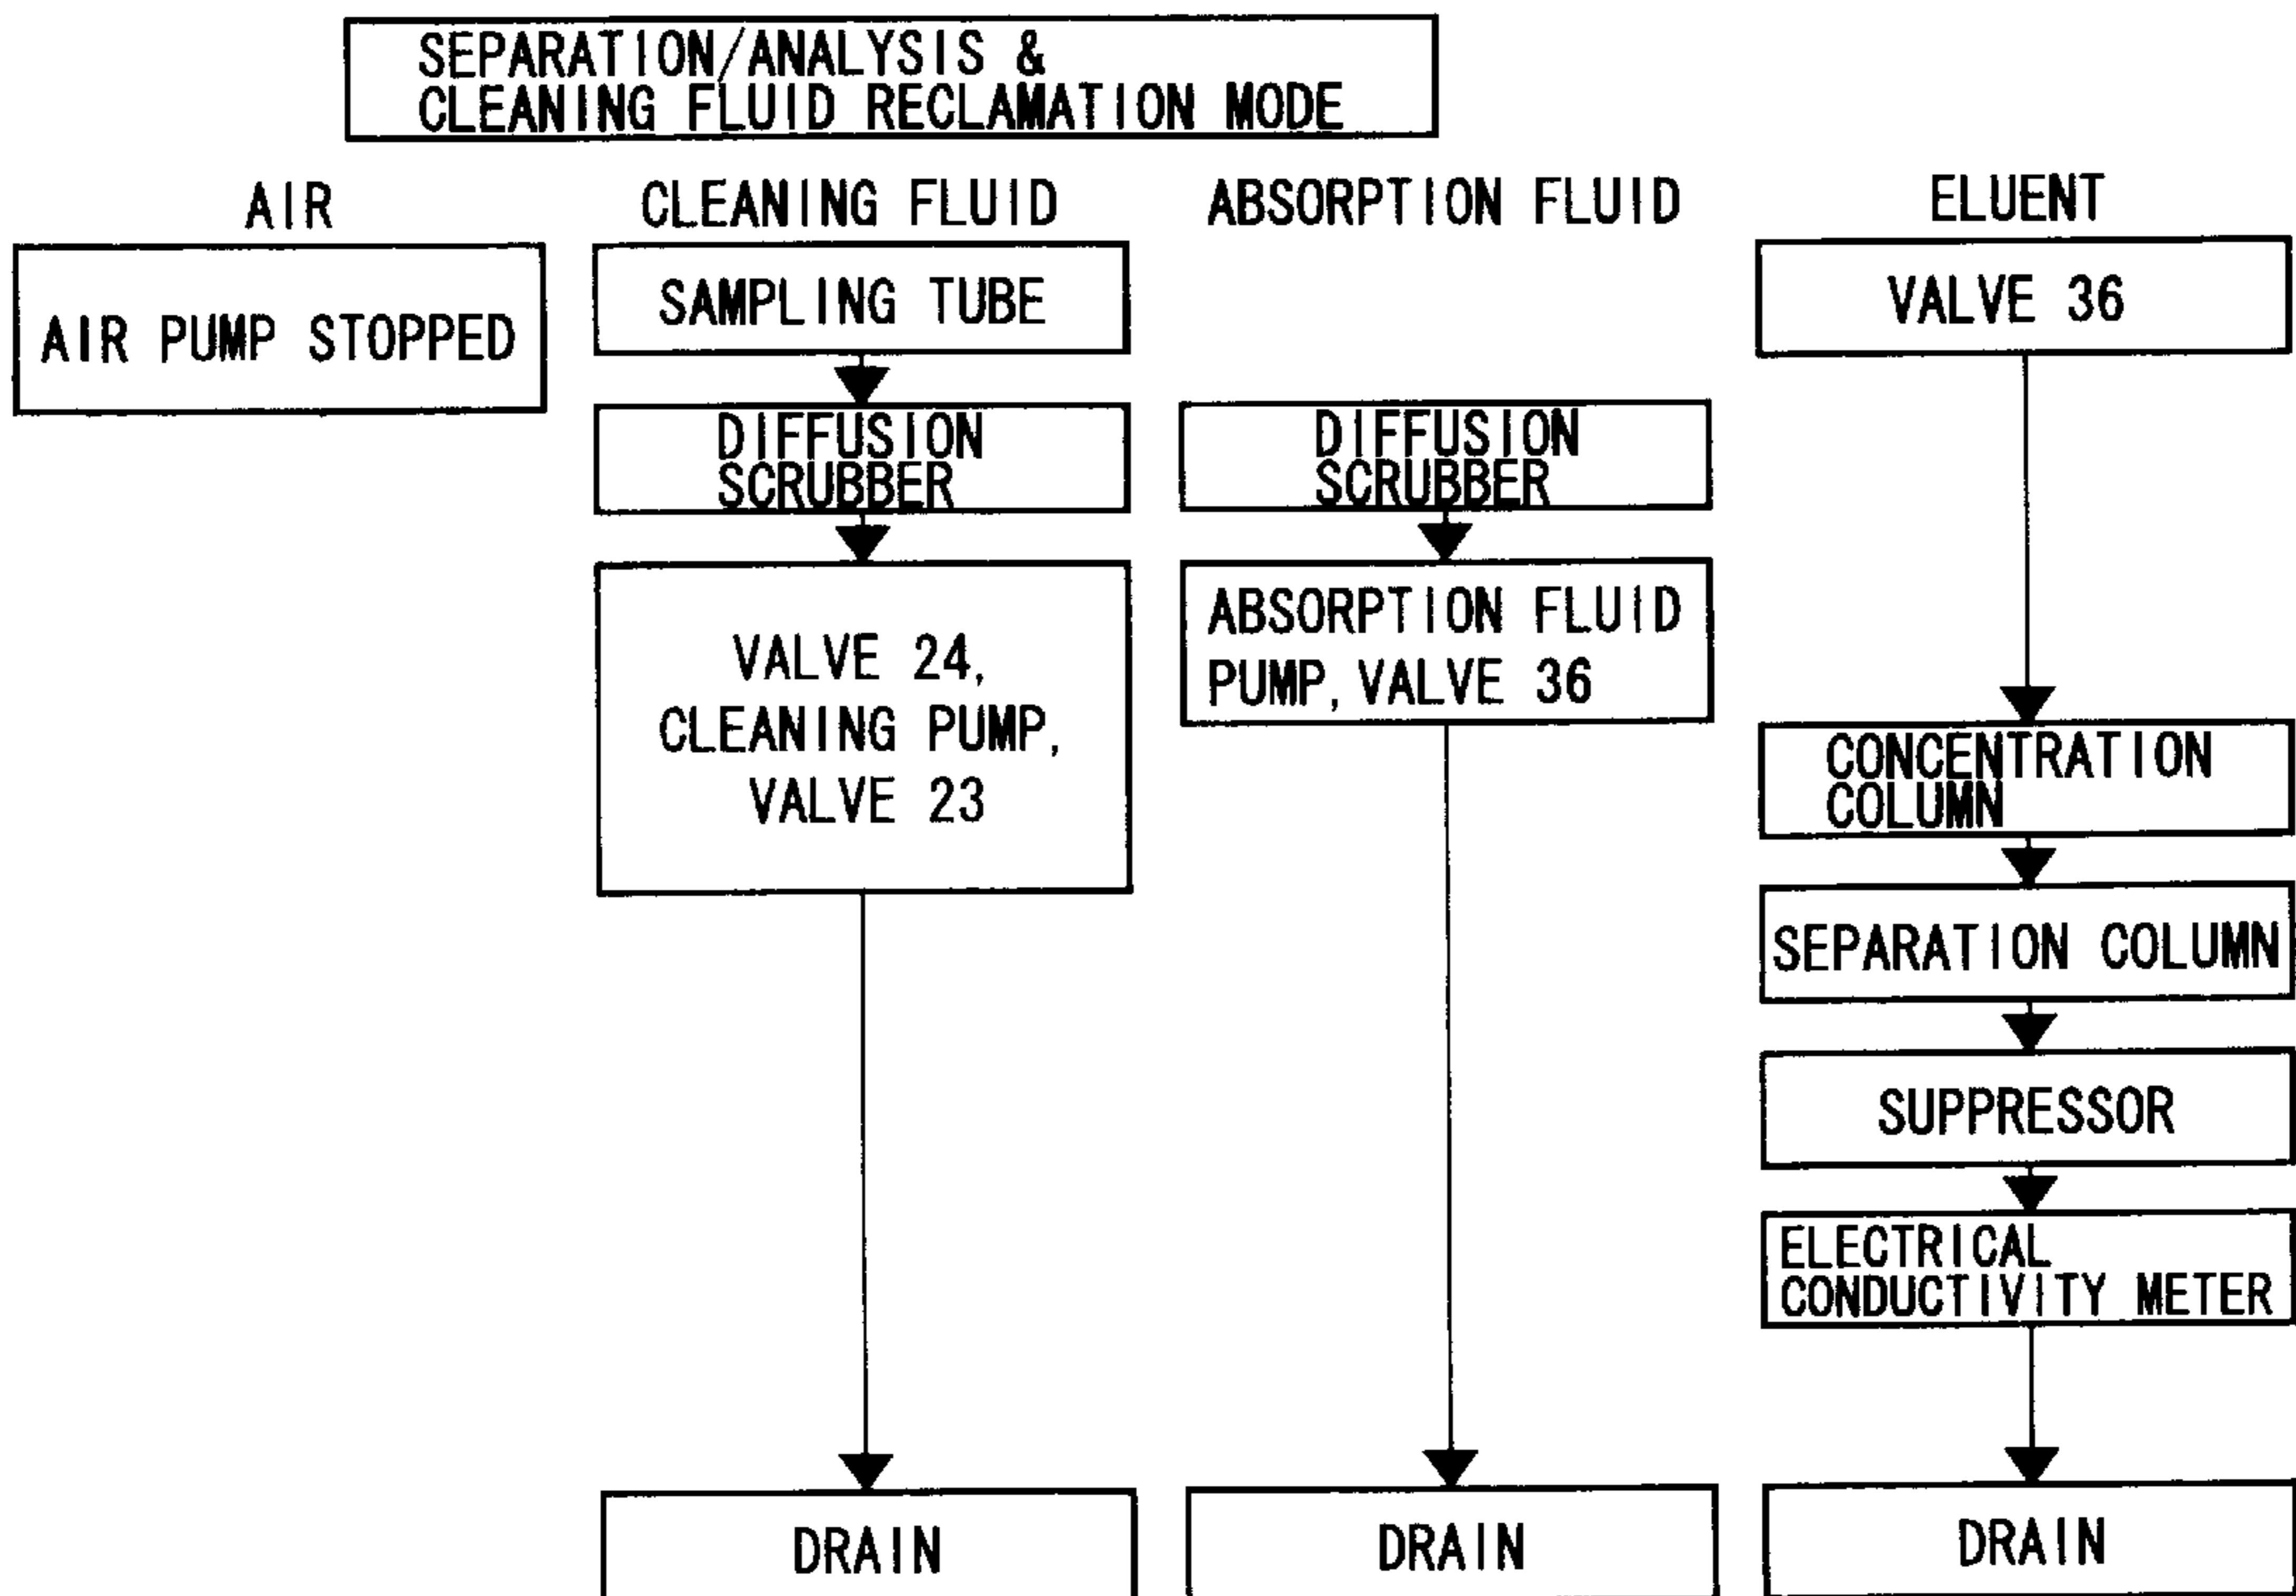 SEPARATION/ANALYSIS &
CLEANING FLUID RECLAMATION MODE
AIR
AIR PUMP STOPPED
CLEANING FLUID
SAMPLING TUBE
DIFFUSION
SCRUBBER
VALVE 24,
CLEANING PUMP,
VALVE 23
DRAIN
ABSORPTION FLUID
DIFFUSION
SCRUBBER
ABSORPTION FLUID
PUMP, VALVE 36
DRAIN
ELUENT
VALVE 36
CONCENTRATION
COLUMN
SEPARATION COLUMN
SUPPRESSOR
ELECTRICAL
CONDUCTIVITY METER
DRAIN